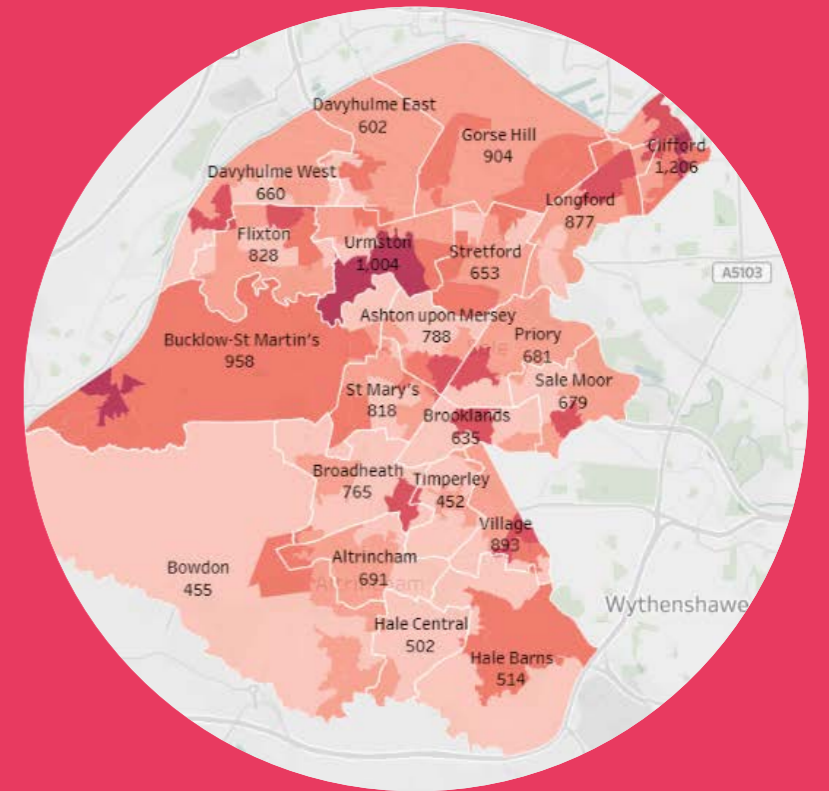 Davyhulme East
602
Gorse Hill
904
Clifford
1,206
Davyhulme West
660
Longford
877
Flixton
828
Urmston
1,004
Stretford
653
A5103
Ashton upon Mersey
788
Bucklow-St Martin's
958
Priory
681
St Mary's
818
Sale Moor
679
Brooklands
635
Broadheath
765
Timperley
452
Village
893
Bowdon
455
Altrincham
691
Wythenshawe
Hale Central
502
Hale Barns
514